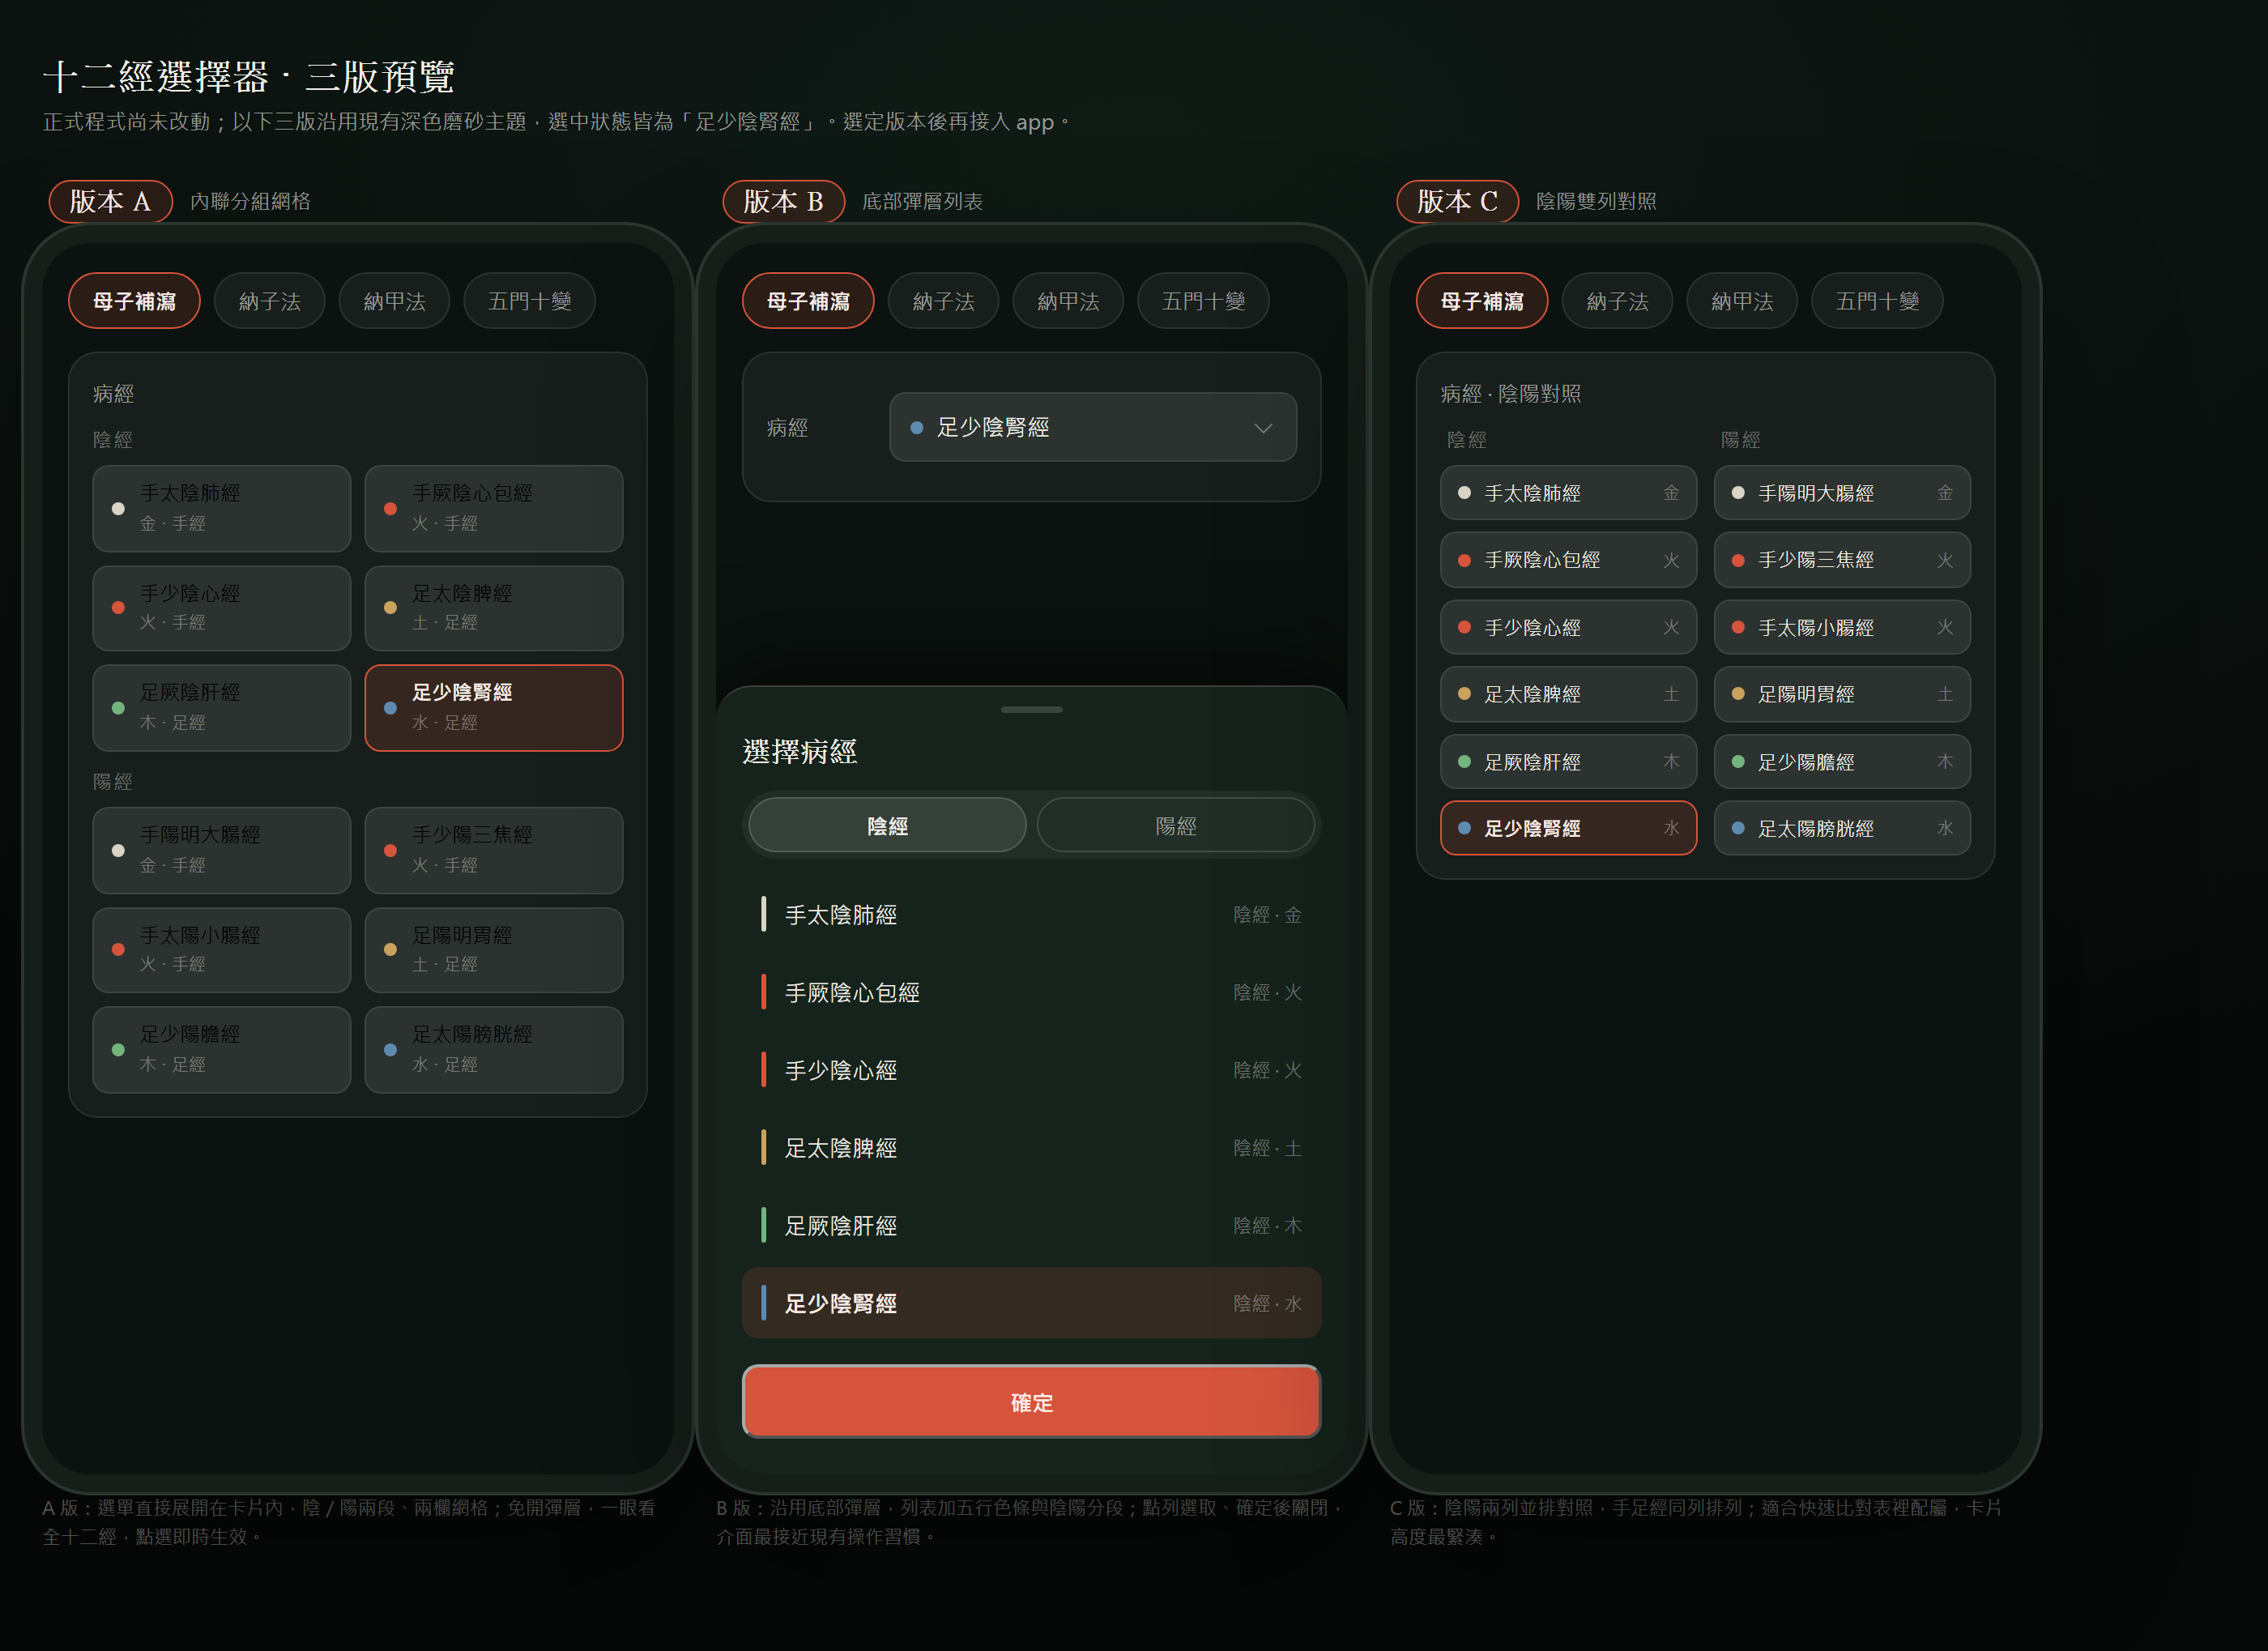 十二經選擇器 · 三版預覽
正式程式尚未改動；以下三版沿用現有深色磨砂主題，選中狀態皆為「足少陰腎經」。選定版本後再接入 app。
版本 A 內聯分組網格
母子補瀉 納子法 納甲法 五門十變
病經
陰經
手太陰肺經 手厥陰心包經
金 · 手經 火 · 手經
手少陰心經 足太陰脾經
火 · 手經 土 · 足經
足厥陰肝經 足少陰腎經
木 · 足經 水 · 足經
陽經
手陽明大腸經 手少陽三焦經
金 · 手經 火 · 手經
手太陽小腸經 足陽明胃經
火 · 手經 土 · 足經
足少陽膽經 足太陽膀胱經
木 · 足經 水 · 足經
A 版：選單直接展開在卡片內，陰 / 陽兩段、兩欄網格；免開彈層，一眼看
全十二經，點選即時生效。
版本 B 底部彈層列表
母子補瀉 納子法 納甲法 五門十變
病經 足少陰腎經
選擇病經
陰經 陽經
手太陰肺經 陰經 · 金
手厥陰心包經 陰經 · 火
手少陰心經 陰經 · 火
足太陰脾經 陰經 · 土
足厥陰肝經 陰經 · 木
足少陰腎經 陰經 · 水
確定
B 版：沿用底部彈層，列表加五行色條與陰陽分段；點列選取、確定後關閉，
介面最接近現有操作習慣。
版本 C 陰陽雙列對照
母子補瀉 納子法 納甲法 五門十變
病經 · 陰陽對照
陰經 陽經
手太陰肺經 金 手陽明大腸經 金
手厥陰心包經 火 手少陽三焦經 火
手少陰心經 火 手太陽小腸經 火
足太陰脾經 土 足陽明胃經 土
足厥陰肝經 木 足少陽膽經 木
足少陰腎經 水 足太陽膀胱經 水
C 版：陰陽兩列並排對照，手足經同列排列；適合快速比對表裡配屬，卡片
高度最緊湊。